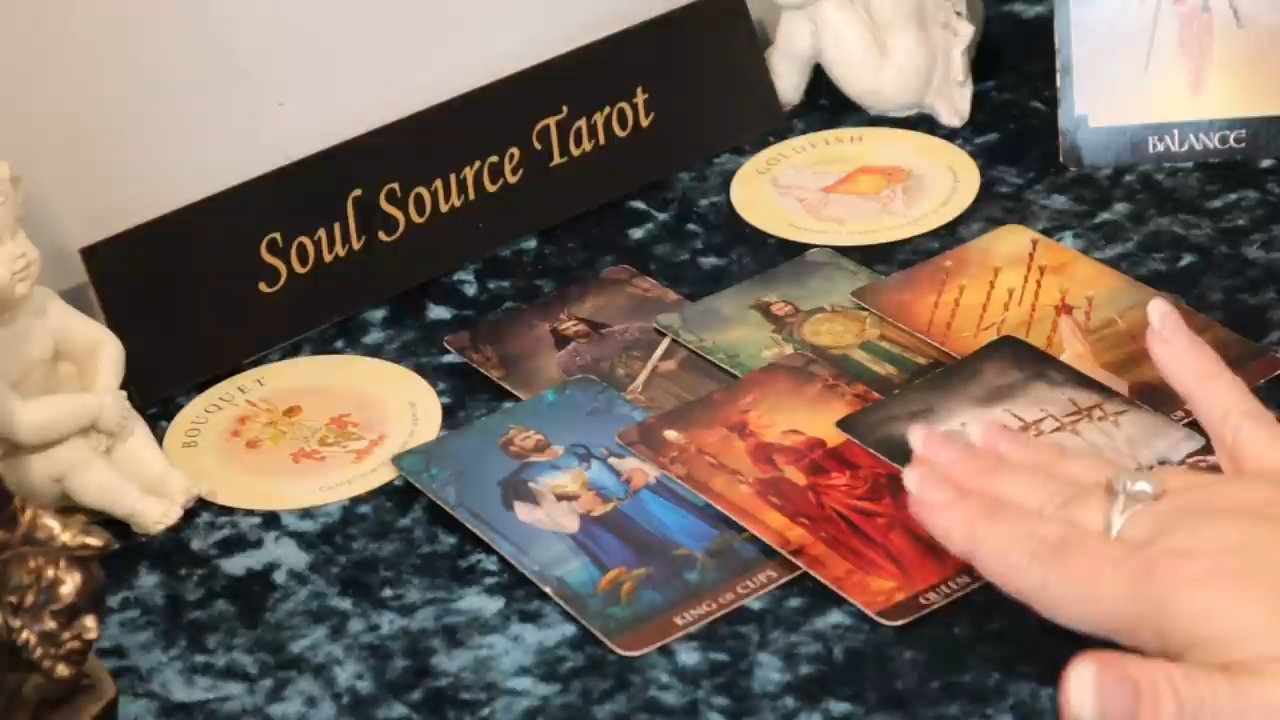 Soul Source Tarot
GOLDFISH
BALANCE
BOUQUET
KING OF CUPS
QUEEN